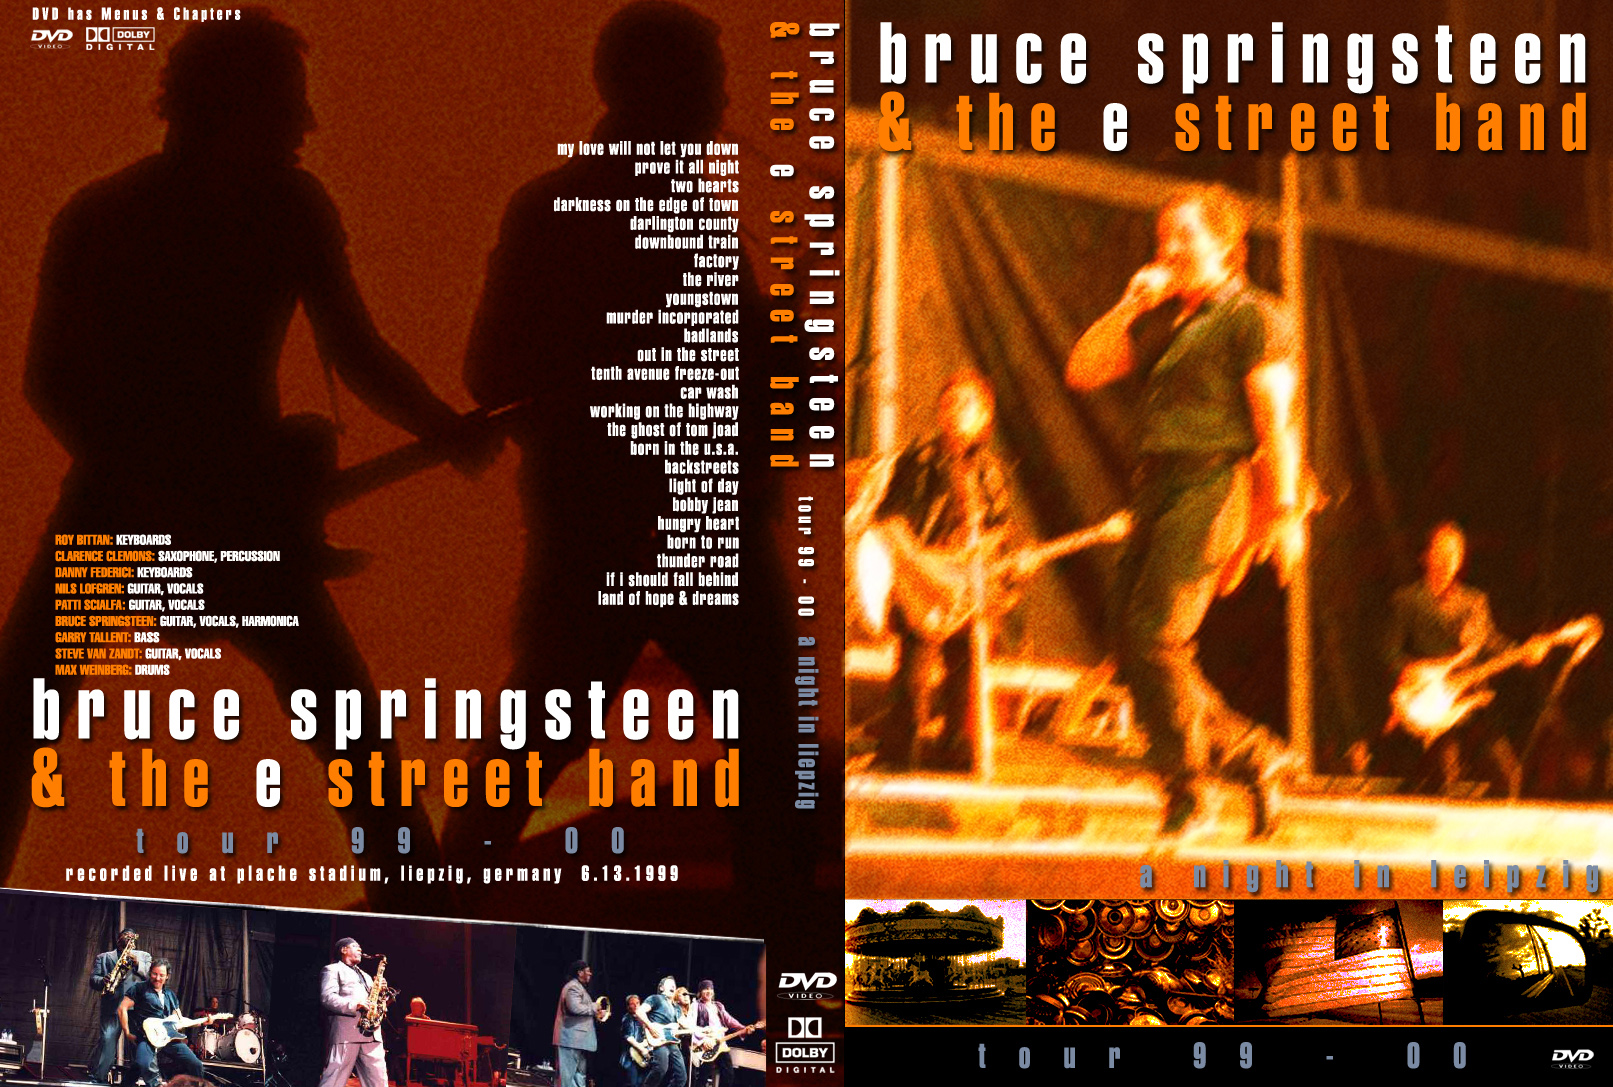 DVD has Menus & Chapters
DVD
VIDEO
DOLBY
DIGITAL
my love will not let you down
prove it all night
two hearts
darkness on the edge of town
darlington county
downbound train
factory
the river
youngstown
murder incorporated
badlands
out in the street
tenth avenue freeze-out
car wash
working on the highway
the ghost of tom joad
born in the u.s.a.
backstreets
light of day
bobby jean
hungry heart
born to run
thunder road
if i should fall behind
land of hope & dreams
ROY BITTAN: KEYBOARDS
CLARENCE CLEMONS: SAXOPHONE, PERCUSSION
DANNY FEDERICI: KEYBOARDS
NILS LOFGREN: GUITAR, VOCALS
PATTI SCIALFA: GUITAR, VOCALS
BRUCE SPRINGSTEEN: GUITAR, VOCALS, HARMONICA
GARRY TALLENT: BASS
STEVE VAN ZANDT: GUITAR, VOCALS
MAX WEINBERG: DRUMS
bruce springsteen
& the e street band
tour 99 - 00
recorded live at plache stadium, liepzig, germany 6.13.1999
bruce springsteen
& the e street band
tour 99 - 00 a night in liepzig
DVD
VIDEO
DOLBY
DIGITAL
bruce springsteen
& the e street band
a night in leipzig
tour 99 - 00
DVD
VIDEO